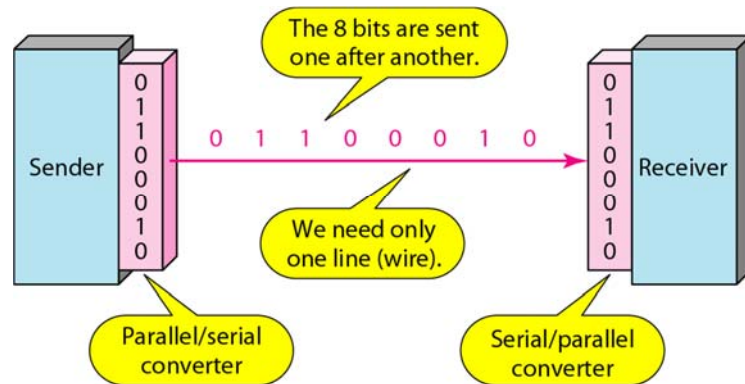 The 8 bits are sent
one after another.
Sender
0
1
1
0
0
0
1
0
0 1 1 0 0 0 1 0
0
1
1
0
0
0
1
0
Receiver
We need only
one line (wire).
Parallel/serial
converter
Serial/parallel
converter